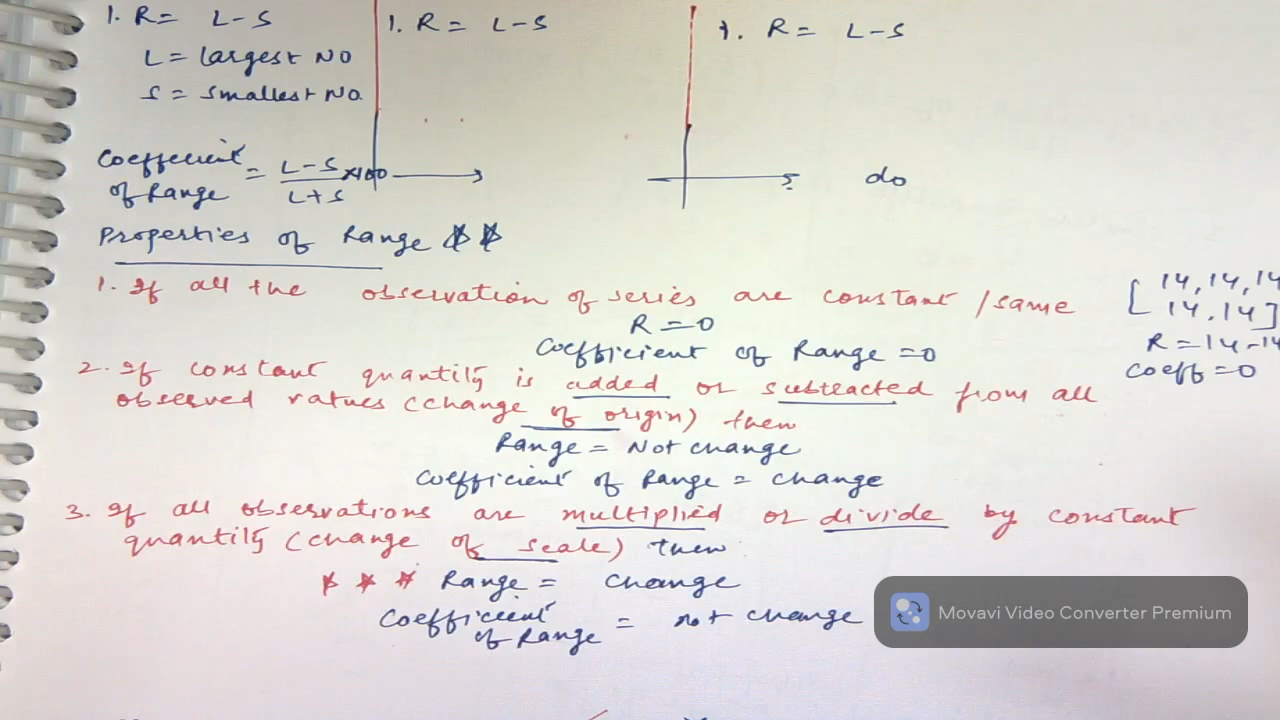 1. R = L-S
L = largest NO
S = smallest NO.
1. R = L-S
1. R = L-S
Coefficient of Range = L-S/L+S ×100
do
Properties of Range
1. If all the observation of series are constant/same
R = 0
Coefficient of Range = 0
[14, 14, 14
14, 14]
R = 14-14
Coeff = 0
2. If constant quantity is added or subtracted from all
observed values (change of origin) then
Range = Not change
Coefficient of Range = change
3. If all observations are multiplied or divide by constant
quantity (change of scale) then
Range = change
Coefficient of Range = not change
Movavi Video Converter Premium